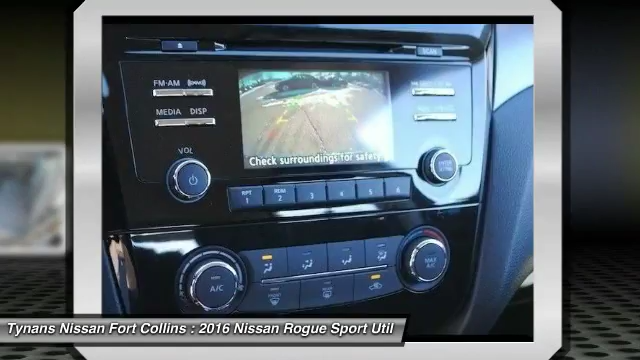 SCAN
FM·AM
MEDIA DISP
VOL
Check surroundings for safety
RPT 1 RDM 2 3 4 5 6
A/C
MAX A/C
Tynans Nissan Fort Collins : 2016 Nissan Rogue Sport Util